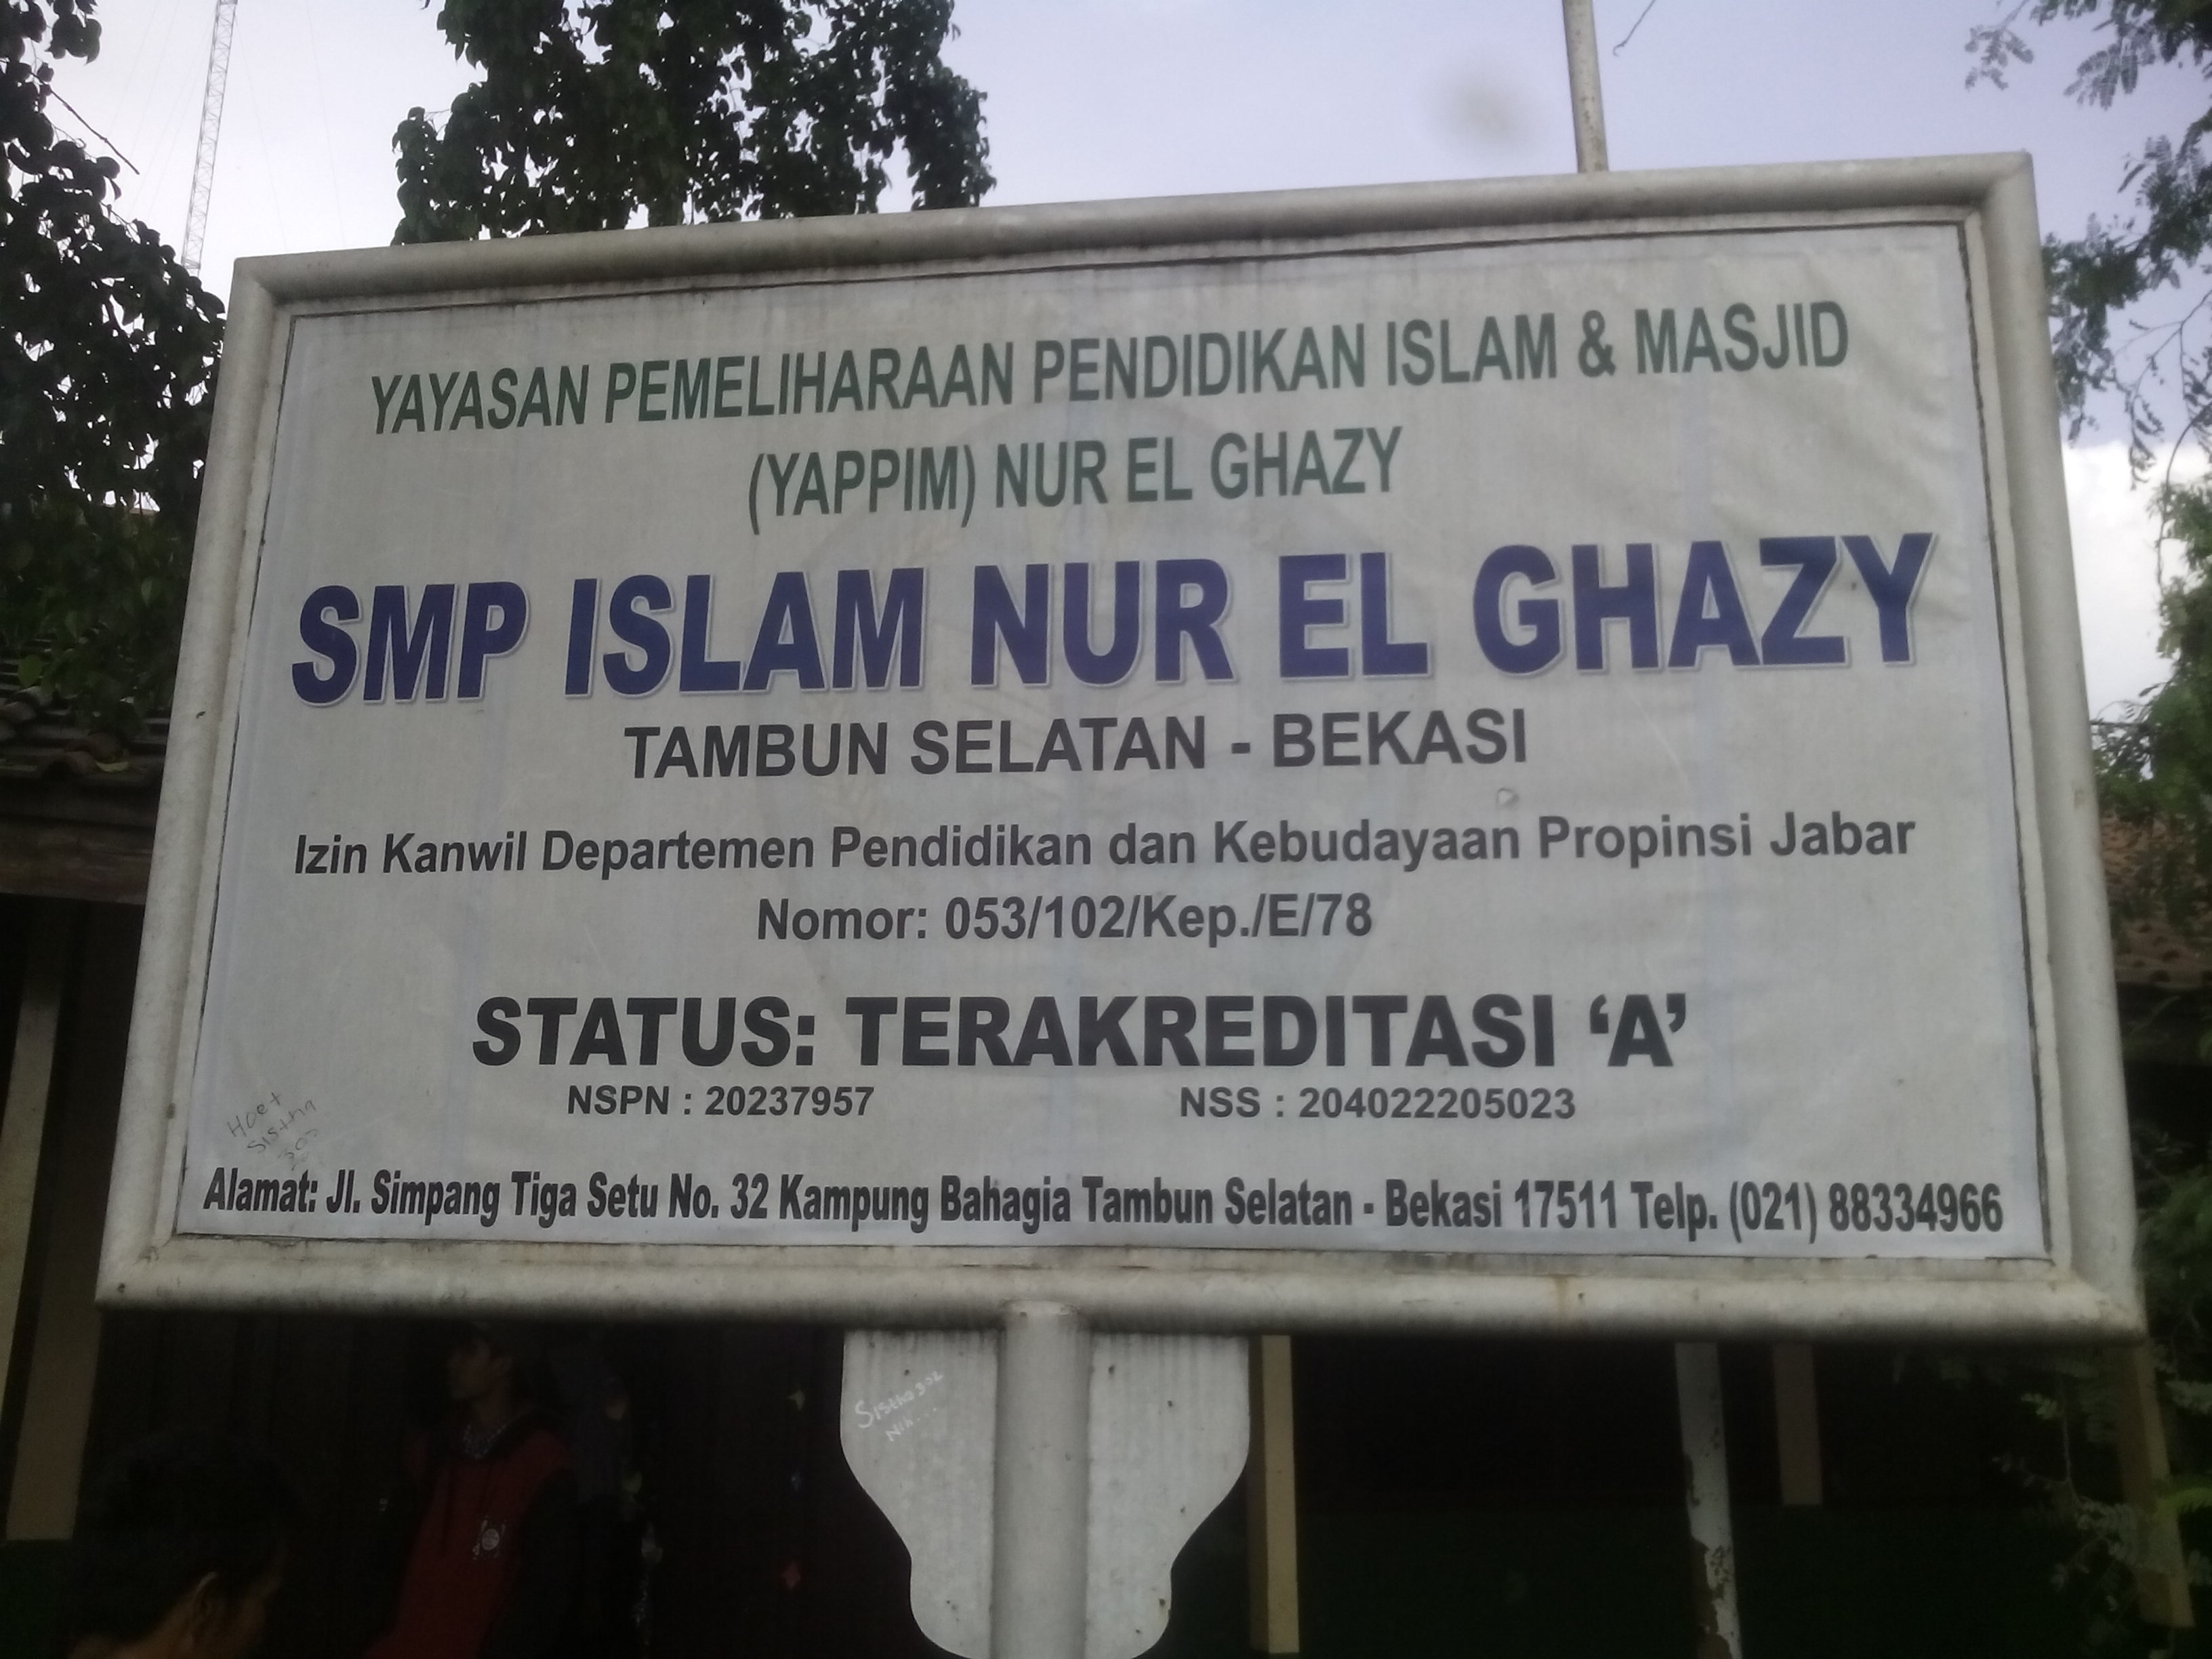 YAYASAN PEMELIHARAAN PENDIDIKAN ISLAM & MASJID
(YAPPIM) NUR EL GHAZY
SMP ISLAM NUR EL GHAZY
TAMBUN SELATAN - BEKASI
Izin Kanwil Departemen Pendidikan dan Kebudayaan Propinsi Jabar
Nomor: 053/102/Kep./E/78
STATUS: TERAKREDITASI ‘A’
NSPN : 20237957 NSS : 204022205023
Alamat: Jl. Simpang Tiga Setu No. 32 Kampung Bahagia Tambun Selatan - Bekasi 17511 Telp. (021) 88334966